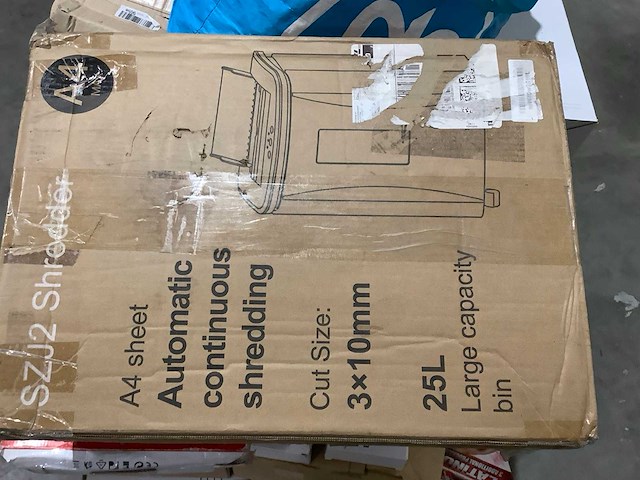 A4
SZJ2 Shredder
A4 sheet
Automatic
continuous
shredding
Cut Size:
3×10mm
25L
Large capacity
bin